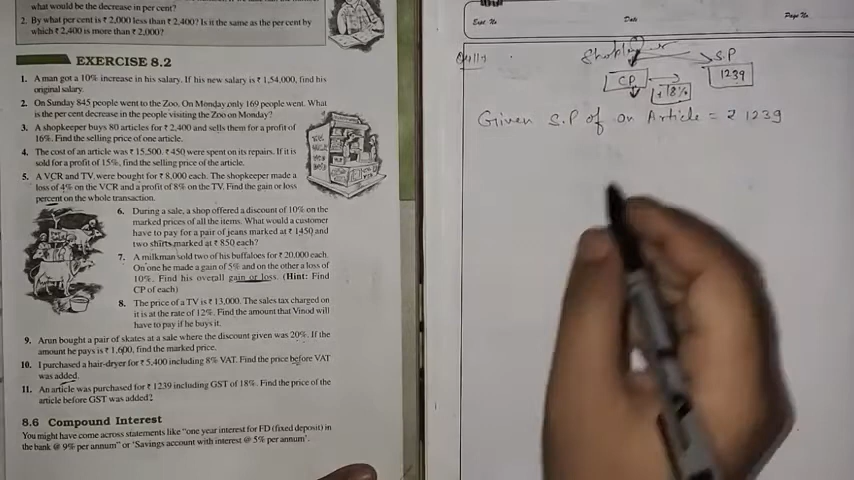 what would be the decrease in per cent?
2. By what per cent is ₹ 2,000 less than ₹ 2,400? Is it the same as the per cent by
which ₹ 2,400 is more than ₹ 2,000?
EXERCISE 8.2
1. A man got a 10% increase in his salary. If his new salary is ₹ 1,54,000, find his
original salary.
2. On Sunday 845 people went to the Zoo. On Monday only 169 people went. What
is the per cent decrease in the people visiting the Zoo on Monday?
3. A shopkeeper buys 80 articles for ₹ 2,400 and sells them for a profit of
16%. Find the selling price of one article.
4. The cost of an article was ₹ 15,500. ₹ 450 were spent on its repairs. If it is
sold for a profit of 15%, find the selling price of the article.
5. A VCR and TV were bought for ₹ 8,000 each. The shopkeeper made a
loss of 4% on the VCR and a profit of 8% on the TV. Find the gain or loss
percent on the whole transaction.
6. During a sale, a shop offered a discount of 10% on the
marked prices of all the items. What would a customer
have to pay for a pair of jeans marked at ₹ 1450 and
two shirts marked at ₹ 850 each?
7. A milkman sold two of his buffaloes for ₹ 20,000 each.
On one he made a gain of 5% and on the other a loss of
10%. Find his overall gain or loss. (Hint: Find
CP of each)
8. The price of a TV is ₹ 13,000. The sales tax charged on
it is at the rate of 12%. Find the amount that Vinod will
have to pay if he buys it.
9. Arun bought a pair of skates at a sale where the discount given was 20%. If the
amount he pays is ₹ 1,600, find the marked price.
10. I purchased a hair-dryer for ₹ 5,400 including 8% VAT. Find the price before VAT
was added.
11. An article was purchased for ₹ 1239 including GST of 18%. Find the price of the
article before GST was added?
8.6 Compound Interest
You might have come across statements like "one year interest for FD (fixed deposit) in
the bank @ 9% per annum" or 'Savings account with interest @ 5% per annum'.
Expt. No Date Page No.
S.P
CP
1239
+18%
Given S.P of an Article = ₹ 1239